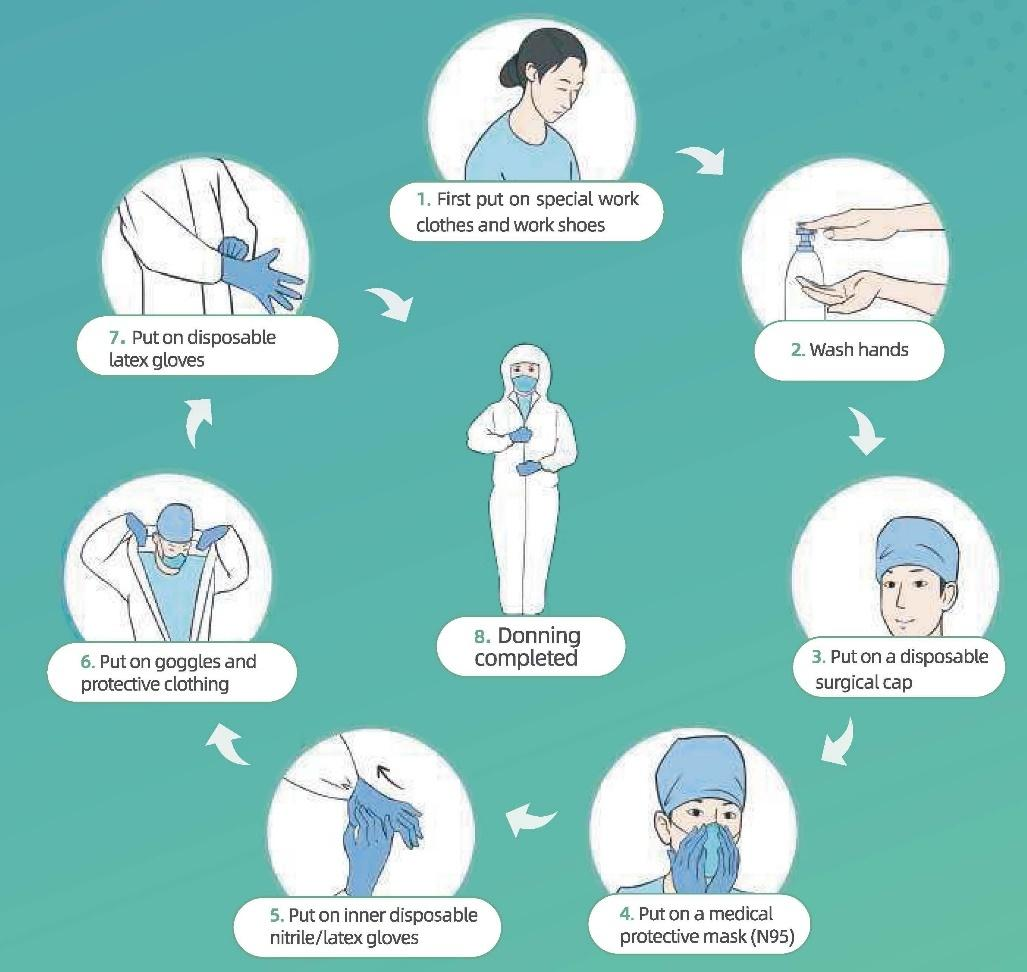 1. First put on special work
clothes and work shoes
2. Wash hands
3. Put on a disposable
surgical cap
4. Put on a medical
protective mask (N95)
5. Put on inner disposable
nitrile/latex gloves
6. Put on goggles and
protective clothing
7. Put on disposable
latex gloves
8. Donning
completed